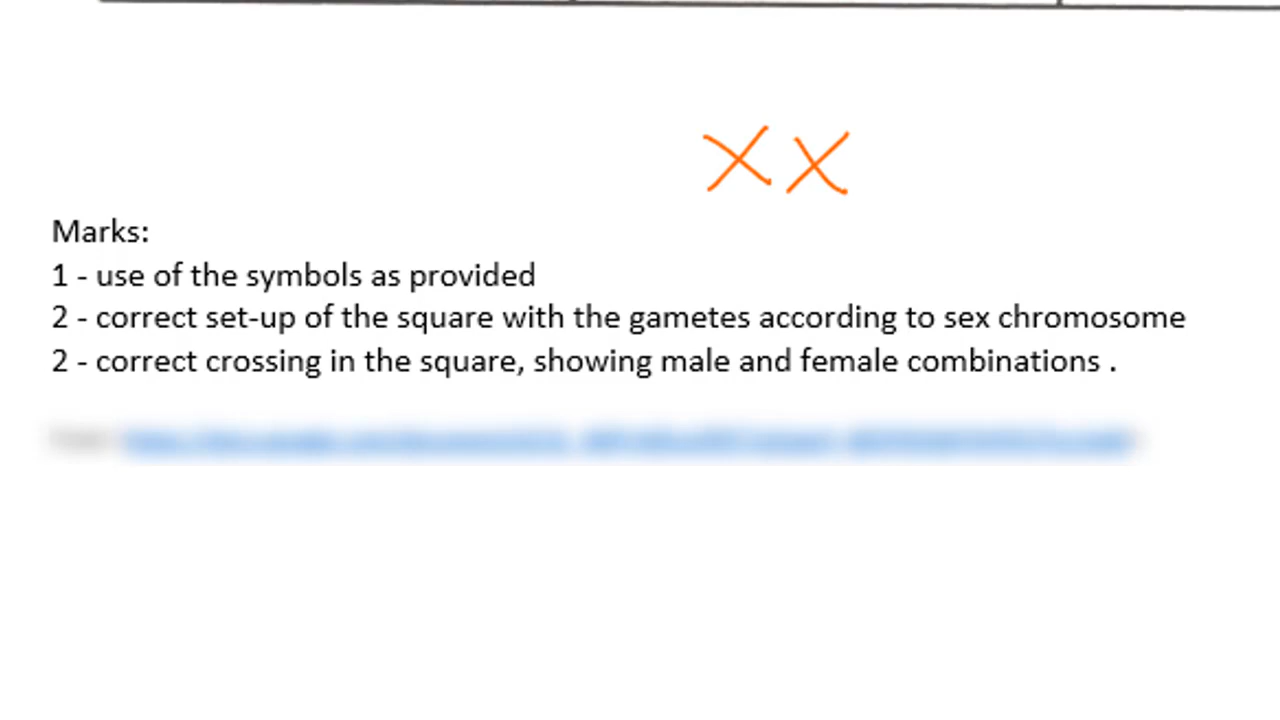 XX
Marks:
1 - use of the symbols as provided
2 - correct set-up of the square with the gametes according to sex chromosome
2 - correct crossing in the square, showing male and female combinations .